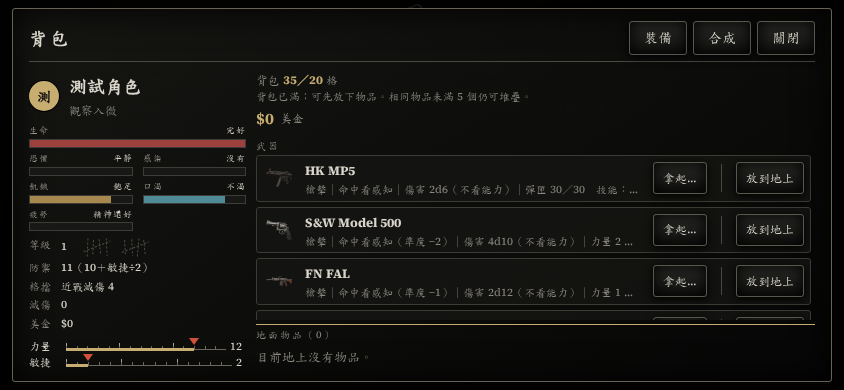 背包
裝備
合成
關閉
測
測試角色
觀察入微
生命 完好
恐懼 平靜 感染 沒有
飢餓 飽足 口渴 不渴
疲勞 精神還好
等級 1
防禦 11（10＋敏捷÷2）
格擋 近戰減傷 4
減傷 0
美金 $0
力量 12
敏捷 2
背包 35／20 格
背包已滿；可先放下物品。相同物品未滿 5 個仍可堆疊。
$0 美金
武器
HK MP5
槍擊｜命中看感知｜傷害 2d6（不看能力）｜彈匣 30/30 技能：…
拿起…
放到地上
S&W Model 500
槍擊｜命中看感知（準度 −2）｜傷害 4d10（不看能力）｜力量 2 …
拿起…
放到地上
FN FAL
槍擊｜命中看感知（準度 −1）｜傷害 2d12（不看能力）｜力量 1 …
拿起…
放到地上
地面物品（0）
目前地上沒有物品。